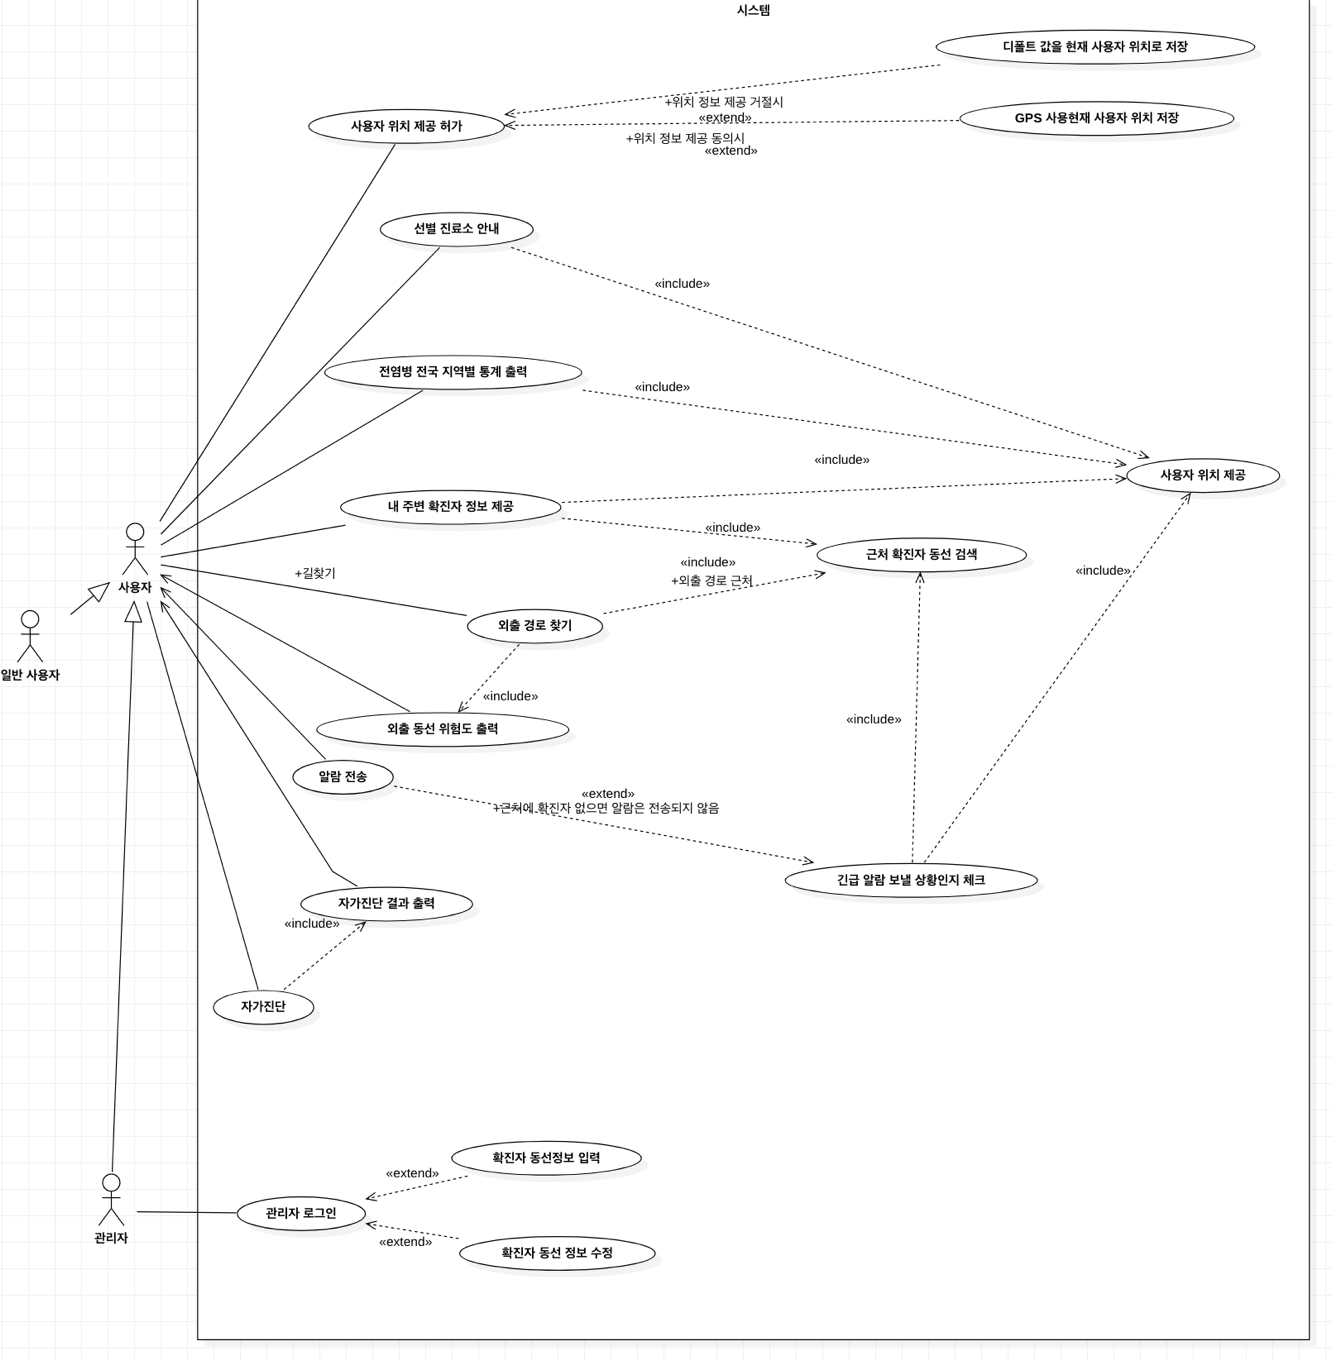 시스템
디폴트 값을 현재 사용자 위치로 저장
+위치 정보 제공 거절시
«extend»
GPS 사용현재 사용자 위치 저장
사용자 위치 제공 허가
+위치 정보 제공 동의시
«extend»
선별 진료소 안내
«include»
전염병 전국 지역별 통계 출력
«include»
«include»
사용자 위치 제공
내 주변 확진자 정보 제공
«include»
근처 확진자 동선 검색
«include»
+외출 경로 근처
«include»
+길찾기
사용자
일반 사용자
외출 경로 찾기
«include»
외출 동선 위험도 출력
«include»
알람 전송
«extend»
+근처에 확진자 없으면 알람은 전송되지 않음
긴급 알람 보낼 상황인지 체크
자가진단 결과 출력
«include»
자가진단
확진자 동선정보 입력
«extend»
관리자 로그인
관리자
«extend»
확진자 동선 정보 수정